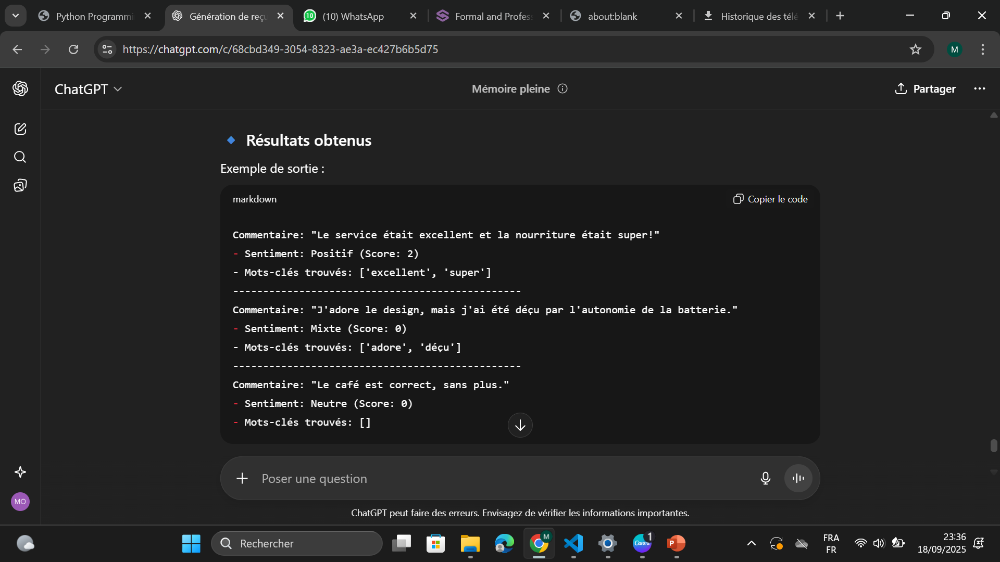 Python Programmi
Génération de reçu
(10) WhatsApp
Formal and Profess
about:blank
Historique des télé
https://chatgpt.com/c/68cbd349-3054-8323-ae3a-ec427b6b5d75
M
ChatGPT
Mémoire pleine
Partager
Résultats obtenus
Exemple de sortie :
markdown
Copier le code
Commentaire: "Le service était excellent et la nourriture était super!"
- Sentiment: Positif (Score: 2)
- Mots-clés trouvés: ['excellent', 'super']
------------------------------------------------
Commentaire: "J'adore le design, mais j'ai été déçu par l'autonomie de la batterie."
- Sentiment: Mixte (Score: 0)
- Mots-clés trouvés: ['adore', 'déçu']
------------------------------------------------
Commentaire: "Le café est correct, sans plus."
- Sentiment: Neutre (Score: 0)
- Mots-clés trouvés: []
Poser une question
MO
ChatGPT peut faire des erreurs. Envisagez de vérifier les informations importantes.
Rechercher
M
Canva
1
P
FRA
FR
23:36
18/09/2025